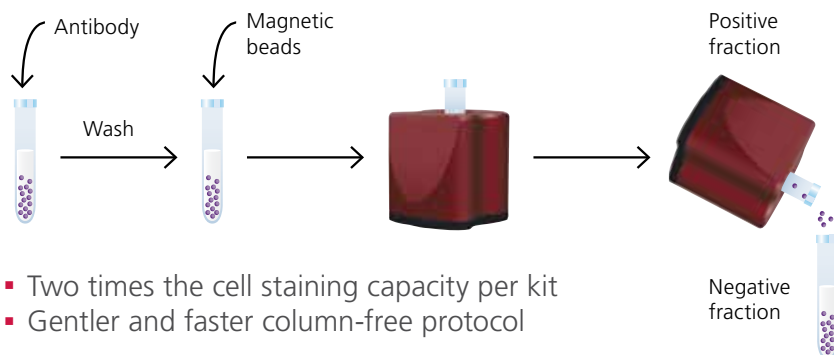 Antibody
Wash
Magnetic
beads
Positive
fraction
▪ Two times the cell staining capacity per kit
▪ Gentler and faster column-free protocol
Negative
fraction